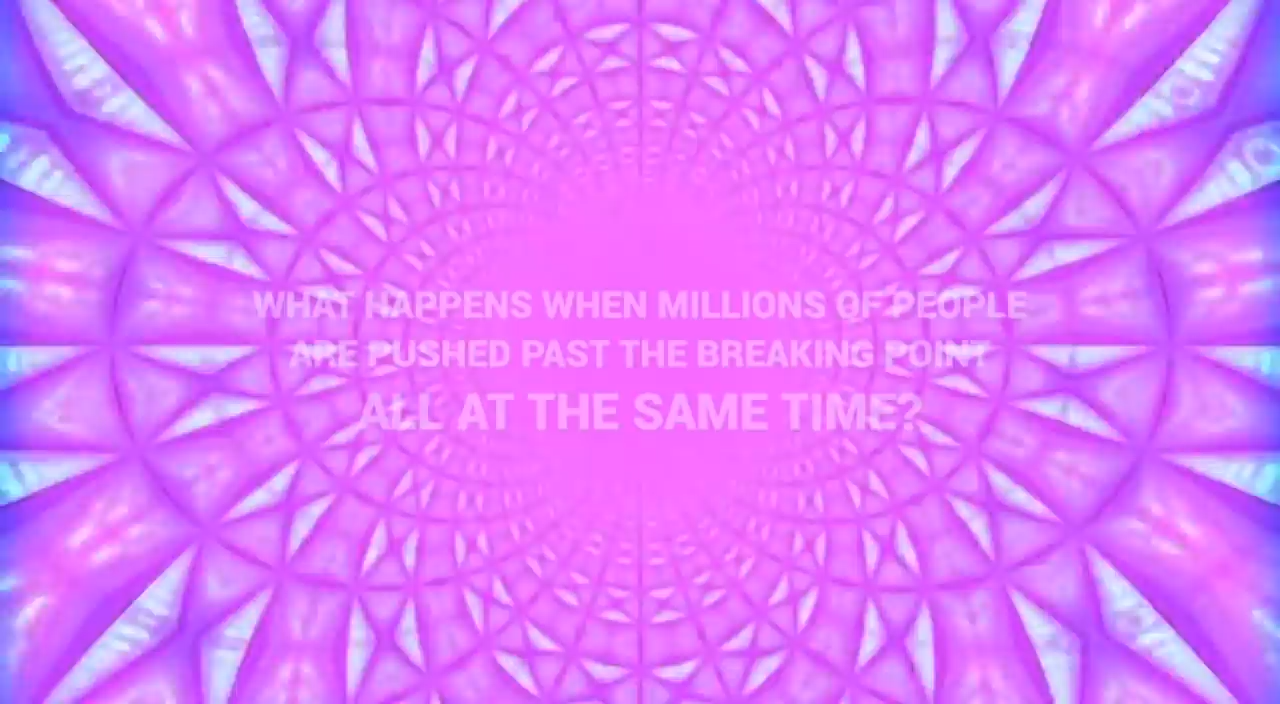 WHAT HAPPENS WHEN MILLIONS OF PEOPLE
ARE PUSHED PAST THE BREAKING POINT
ALL AT THE SAME TIME?